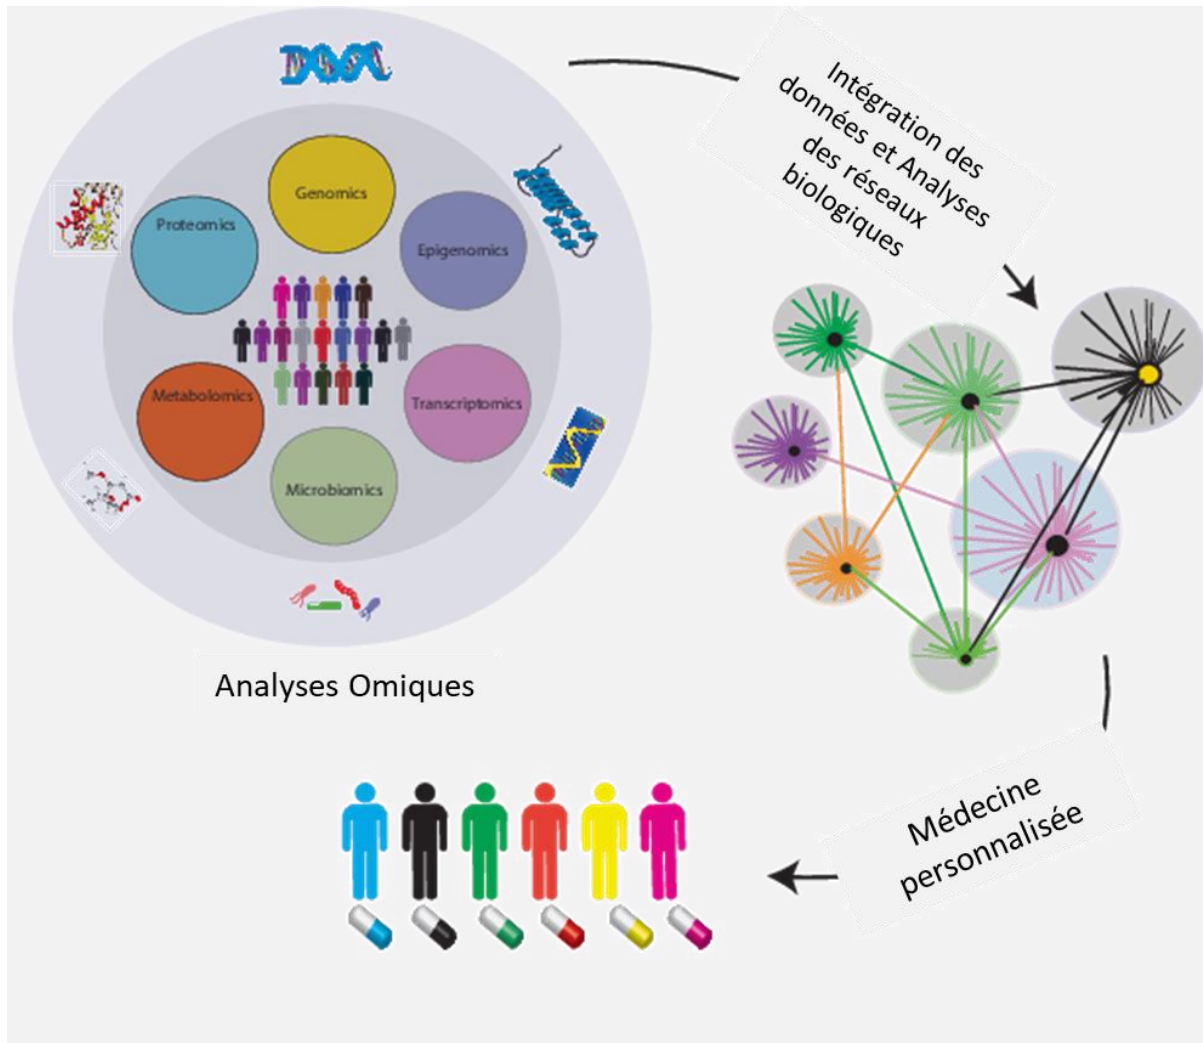 Genomics
Proteomics
Epigenomics
Metabolomics
Transcriptomics
Microbiomics
Analyses Omiques
Intégration des
données et Analyses
des réseaux
biologiques
Médecine
personnalisée